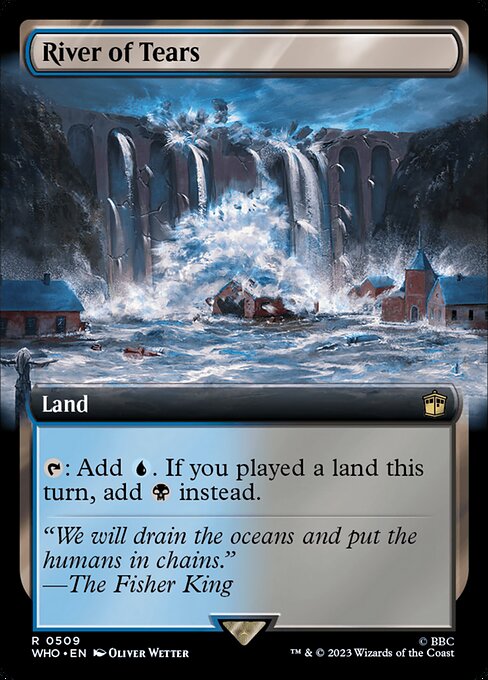 River of Tears
Land
: Add . If you played a land this
turn, add instead.
“We will drain the oceans and put the
humans in chains.”
—The Fisher King
R 0509
WHO • EN OLIVER WETTER
© BBC
™ & © 2023 Wizards of the Coast